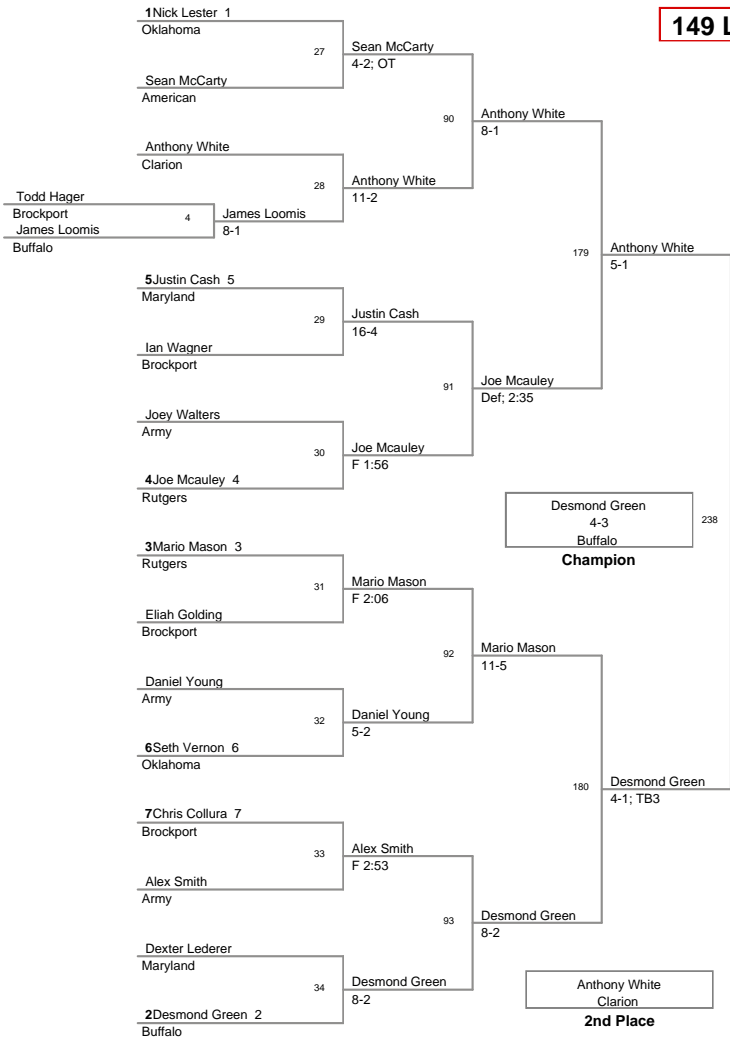 149 L
1Nick Lester 1
Oklahoma
27
Sean McCarty
4-2; OT
Sean McCarty
American
90
Anthony White
8-1
Anthony White
Clarion
28
Anthony White
11-2
Todd Hager
Brockport
4
James Loomis
8-1
James Loomis
Buffalo
179
Anthony White
5-1
5Justin Cash 5
Maryland
29
Justin Cash
16-4
Ian Wagner
Brockport
91
Joe Mcauley
Def; 2:35
Joey Walters
Army
30
Joe Mcauley
F 1:56
4Joe Mcauley 4
Rutgers
Desmond Green
4-3
Buffalo
238
Champion
3Mario Mason 3
Rutgers
31
Mario Mason
F 2:06
Eliah Golding
Brockport
92
Mario Mason
11-5
Daniel Young
Army
32
Daniel Young
5-2
6Seth Vernon 6
Oklahoma
180
Desmond Green
4-1; TB3
7Chris Collura 7
Brockport
33
Alex Smith
F 2:53
Alex Smith
Army
93
Desmond Green
8-2
Dexter Lederer
Maryland
34
Desmond Green
8-2
2Desmond Green 2
Buffalo
Anthony White
Clarion
2nd Place